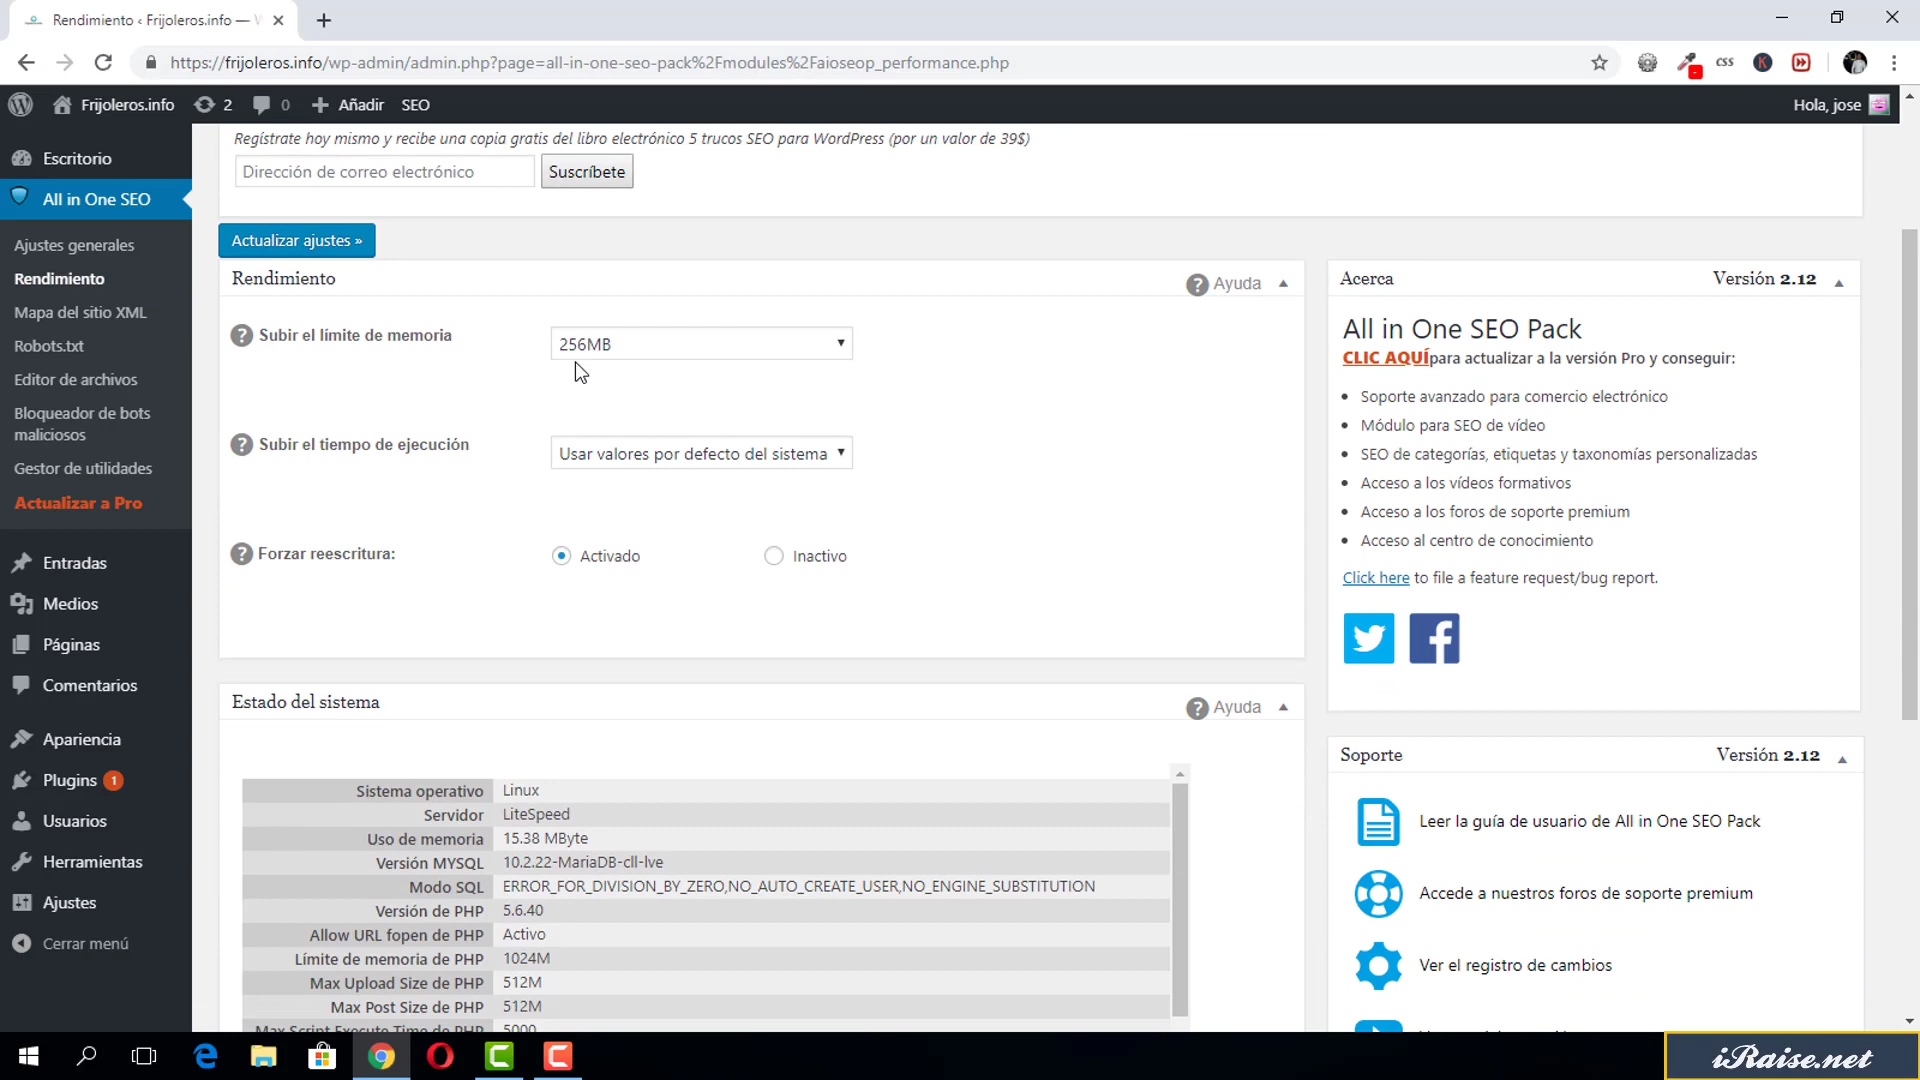 Rendimiento ‹ Frijoleros.info —
https://frijoleros.info/wp-admin/admin.php?page=all-in-one-seo-pack%2Fmodules%2Faioseop_performance.php
css
K
Frijoleros.info
2
0
Añadir
SEO
Hola, jose
Escritorio
All in One SEO
Ajustes generales
Rendimiento
Mapa del sitio XML
Robots.txt
Editor de archivos
Bloqueador de bots
maliciosos
Gestor de utilidades
Actualizar a Pro
Entradas
Medios
Páginas
Comentarios
Apariencia
Plugins 1
Usuarios
Herramientas
Ajustes
Cerrar menú
Regístrate hoy mismo y recibe una copia gratis del libro electrónico 5 trucos SEO para WordPress (por un valor de 39$)
Dirección de correo electrónico
Suscríbete
Actualizar ajustes »
Rendimiento
Ayuda
Subir el límite de memoria
256MB
Subir el tiempo de ejecución
Usar valores por defecto del sistema
Forzar reescritura:
Activado
Inactivo
Estado del sistema
Ayuda
Sistema operativo Linux
Servidor LiteSpeed
Uso de memoria 15.38 MByte
Versión MYSQL 10.2.22-MariaDB-cll-lve
Modo SQL ERROR_FOR_DIVISION_BY_ZERO,NO_AUTO_CREATE_USER,NO_ENGINE_SUBSTITUTION
Versión de PHP 5.6.40
Allow URL fopen de PHP Activo
Límite de memoria de PHP 1024M
Max Upload Size de PHP 512M
Max Post Size de PHP 512M
Max Script Execute Time de PHP 5000
Acerca
Versión 2.12
All in One SEO Pack
CLIC AQUÍpara actualizar a la versión Pro y conseguir:
Soporte avanzado para comercio electrónico
Módulo para SEO de vídeo
SEO de categorías, etiquetas y taxonomías personalizadas
Acceso a los vídeos formativos
Acceso a los foros de soporte premium
Acceso al centro de conocimiento
Click here to file a feature request/bug report.
Soporte
Versión 2.12
Leer la guía de usuario de All in One SEO Pack
Accede a nuestros foros de soporte premium
Ver el registro de cambios
iRaise.net